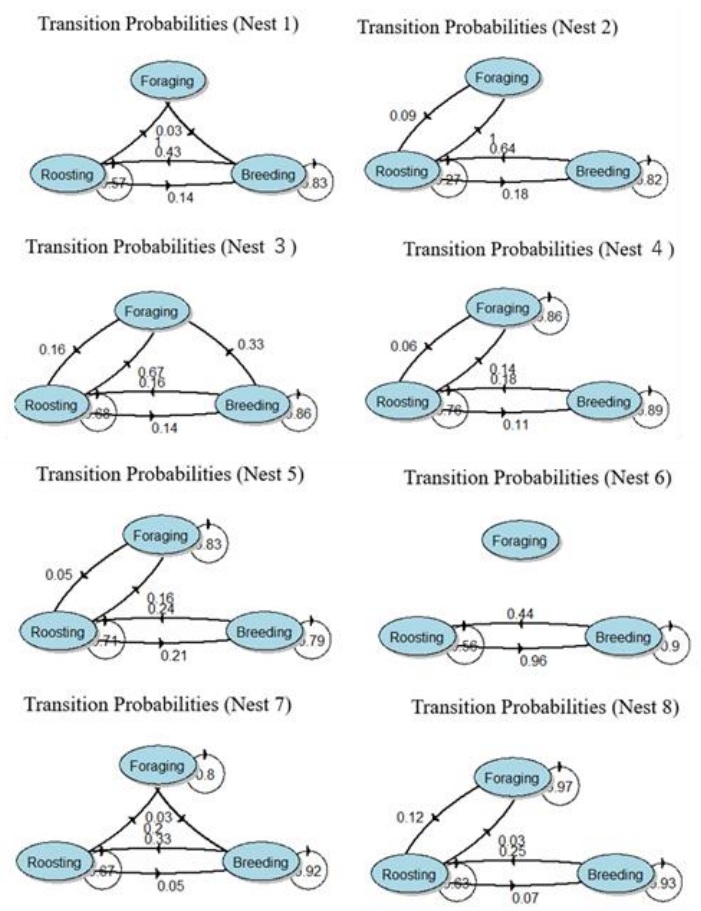 Transition Probabilities (Nest 1)
Transition Probabilities (Nest 2)
Foraging
0.03
1
0.43
Roosting
Breeding
.57
.83
0.14
Foraging
0.09
1
0.64
Roosting
Breeding
.27
.82
0.18
Transition Probabilities (Nest 3)
Transition Probabilities (Nest 4)
Foraging
0.16
0.33
0.67
0.16
Roosting
Breeding
.68
.86
0.14
Foraging
.86
0.06
0.14
0.18
Roosting
Breeding
.76
.89
0.11
Transition Probabilities (Nest 5)
Transition Probabilities (Nest 6)
Foraging
.83
0.05
0.16
0.24
Roosting
Breeding
.71
.79
0.21
Foraging
0.44
Roosting
Breeding
.56
0.9
0.96
Transition Probabilities (Nest 7)
Transition Probabilities (Nest 8)
Foraging
0.8
0.03
0.2
0.33
Roosting
Breeding
.67
.92
0.05
Foraging
.97
0.12
0.03
0.25
Roosting
Breeding
.63
.93
0.07